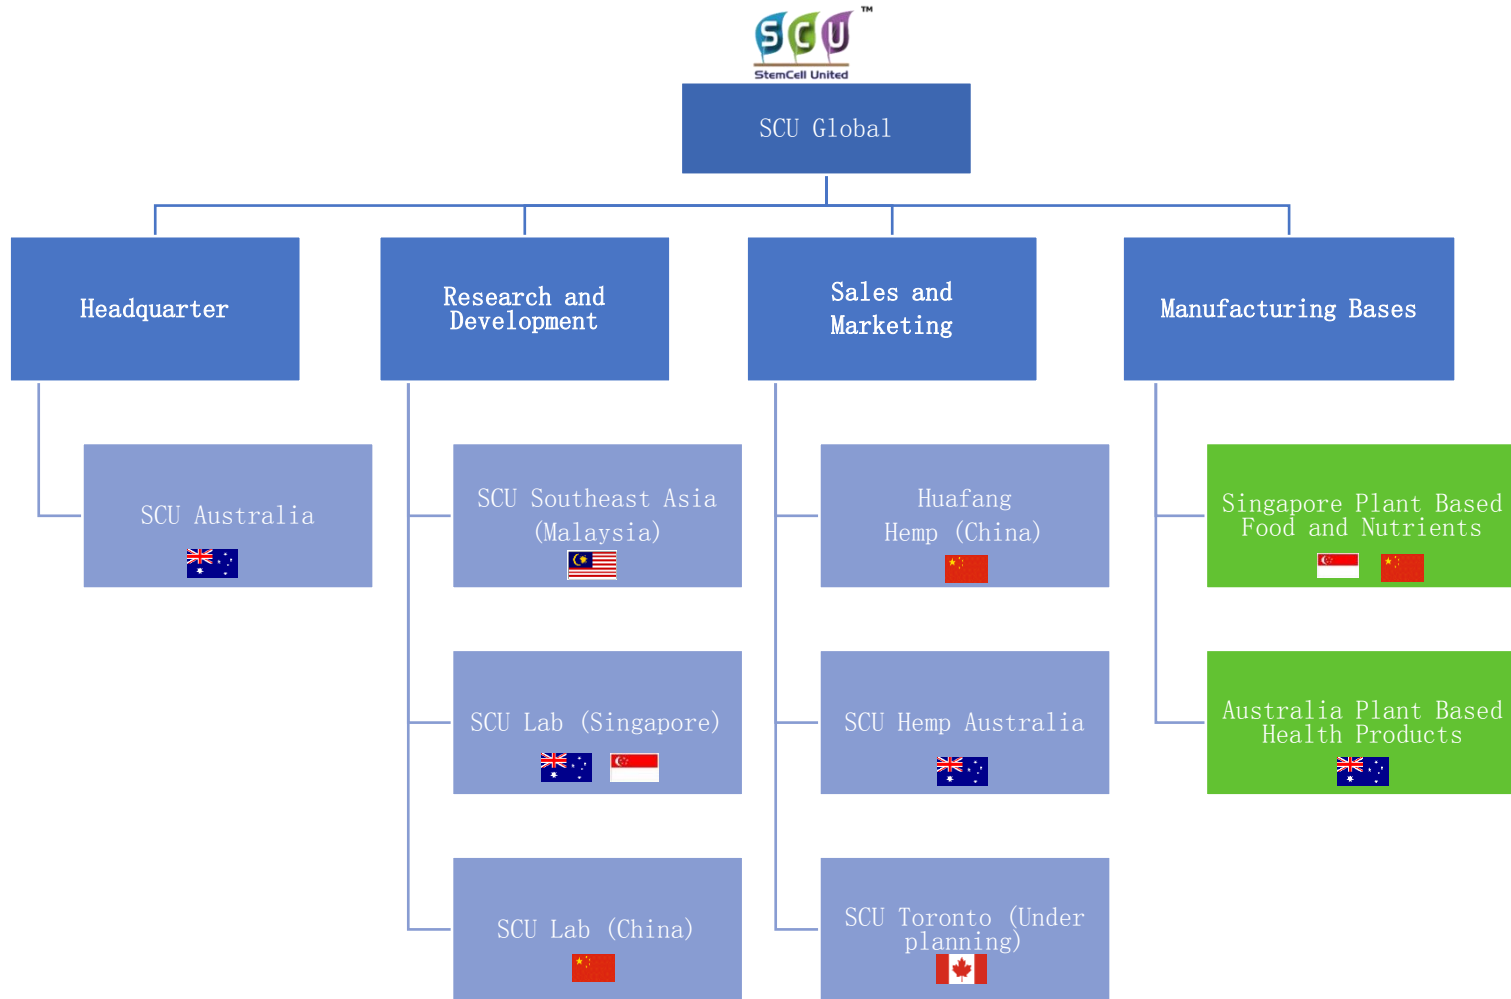 SCU ™
StemCell United
SCU Global
Headquarter
Research and
Development
Sales and
Marketing
Manufacturing Bases
SCU Australia
SCU Southeast Asia
(Malaysia)
Huafang
Hemp (China)
Singapore Plant Based
Food and Nutrients
SCU Lab (Singapore)
SCU Hemp Australia
Australia Plant Based
Health Products
SCU Lab (China)
SCU Toronto (Under
planning)